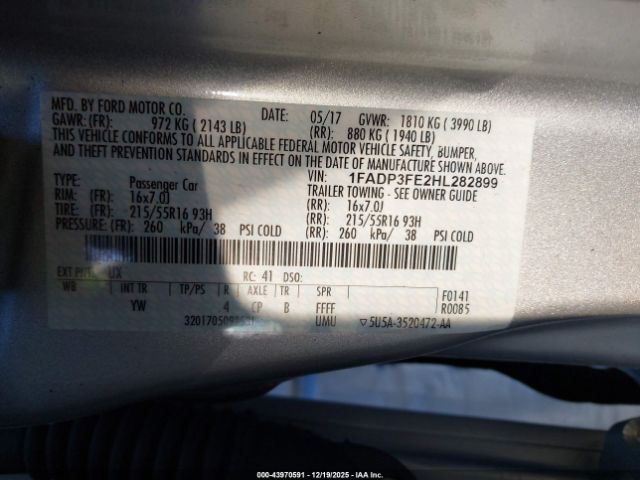 MFD. BY FORD MOTOR CO. DATE: 05/17 GVWR: 1810 KG ( 3990 LB)
GAWR: (FR): 972 KG ( 2143 LB) (RR): 880 KG ( 1940 LB)
THIS VEHICLE CONFORMS TO ALL APPLICABLE FEDERAL MOTOR VEHICLE SAFETY, BUMPER,
AND THEFT PREVENTION STANDARDS IN EFFECT ON THE DATE OF MANUFACTURE SHOWN ABOVE.
VIN: 1FADP3FE2HL282899
TYPE: Passenger Car TRAILER TOWING - SEE OWNER GUIDE
RIM: (FR): 16x7.0J (RR): 16x7.0J
TIRE: (FR): 215/55R16 93H (RR): 215/55R16 93H
PRESSURE: (FR): 260 kPa/ 38 PSI COLD (RR): 260 kPa/ 38 PSI COLD
EXT UX RC: 41 DSO:
WB INT TR TP/PS R AXLE TR SPR F0141
YW 4 CP B FFFF R0085
UMU ▽5U5A-3520472-AA
000-43970591 - 12/19/2025 - IAA Inc.